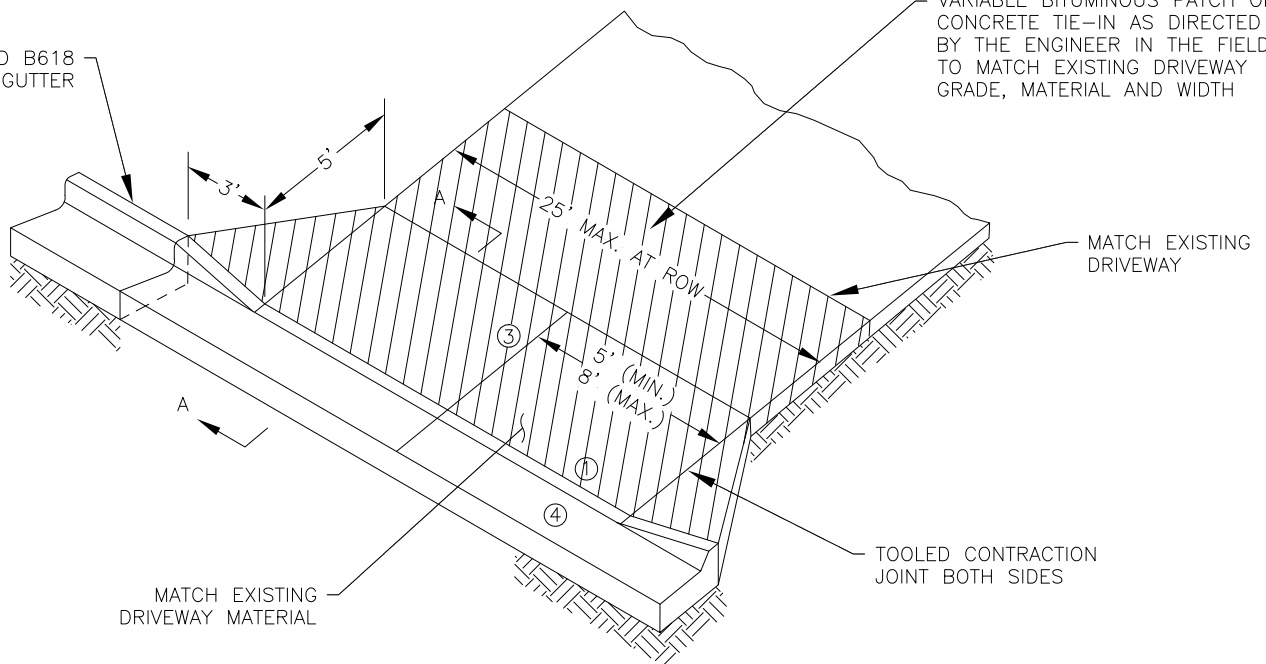 VARIABLE BITUMINOUS PATCH
CONCRETE TIE-IN AS DIRECTED
BY THE ENGINEER IN THE FIELD
TO MATCH EXISTING DRIVEWAY
GRADE, MATERIAL AND WIDTH
B618
GUTTER
5'
3'
A
25' MAX. AT ROW
MATCH EXISTING
DRIVEWAY
3
5' (MIN.)
8' (MAX.)
A
1
4
TOOLED CONTRACTION
JOINT BOTH SIDES
MATCH EXISTING
DRIVEWAY MATERIAL